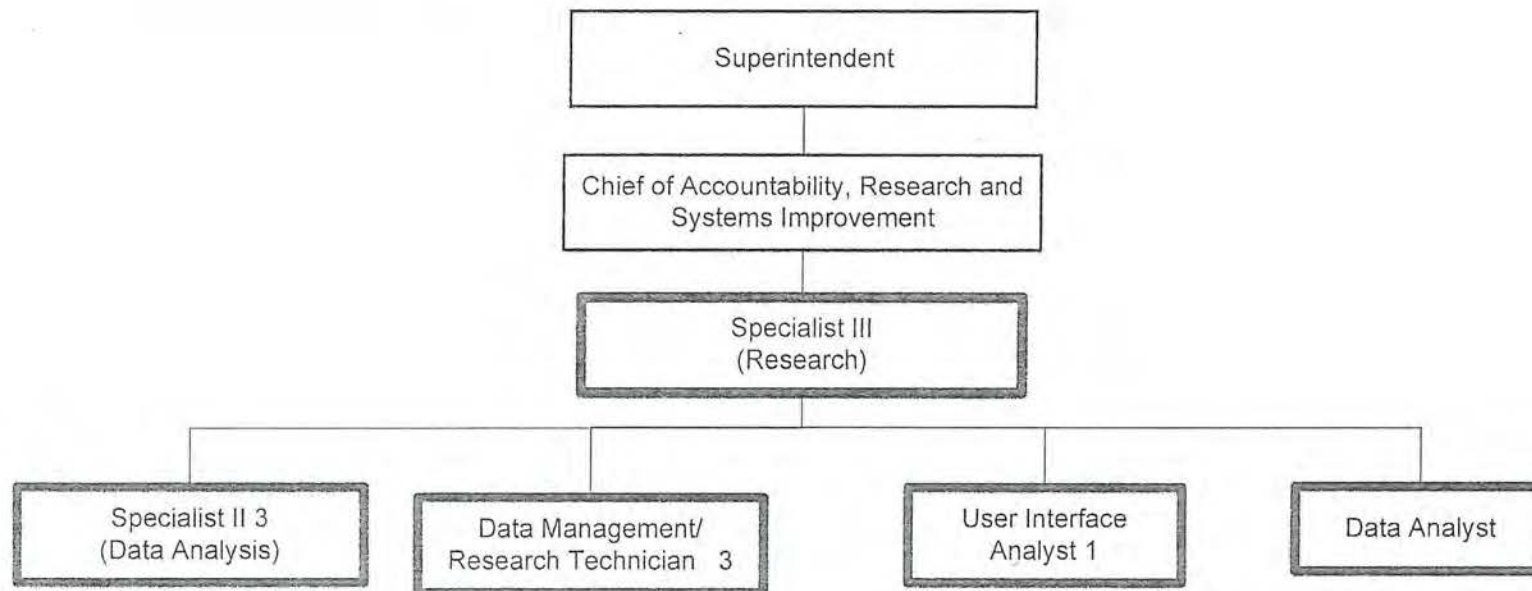 Superintendent
Chief of Accountability, Research and
Systems Improvement
Specialist III
(Research)
Specialist II 3
(Data Analysis)
Data Management/
Research Technician 3
User Interface
Analyst 1
Data Analyst